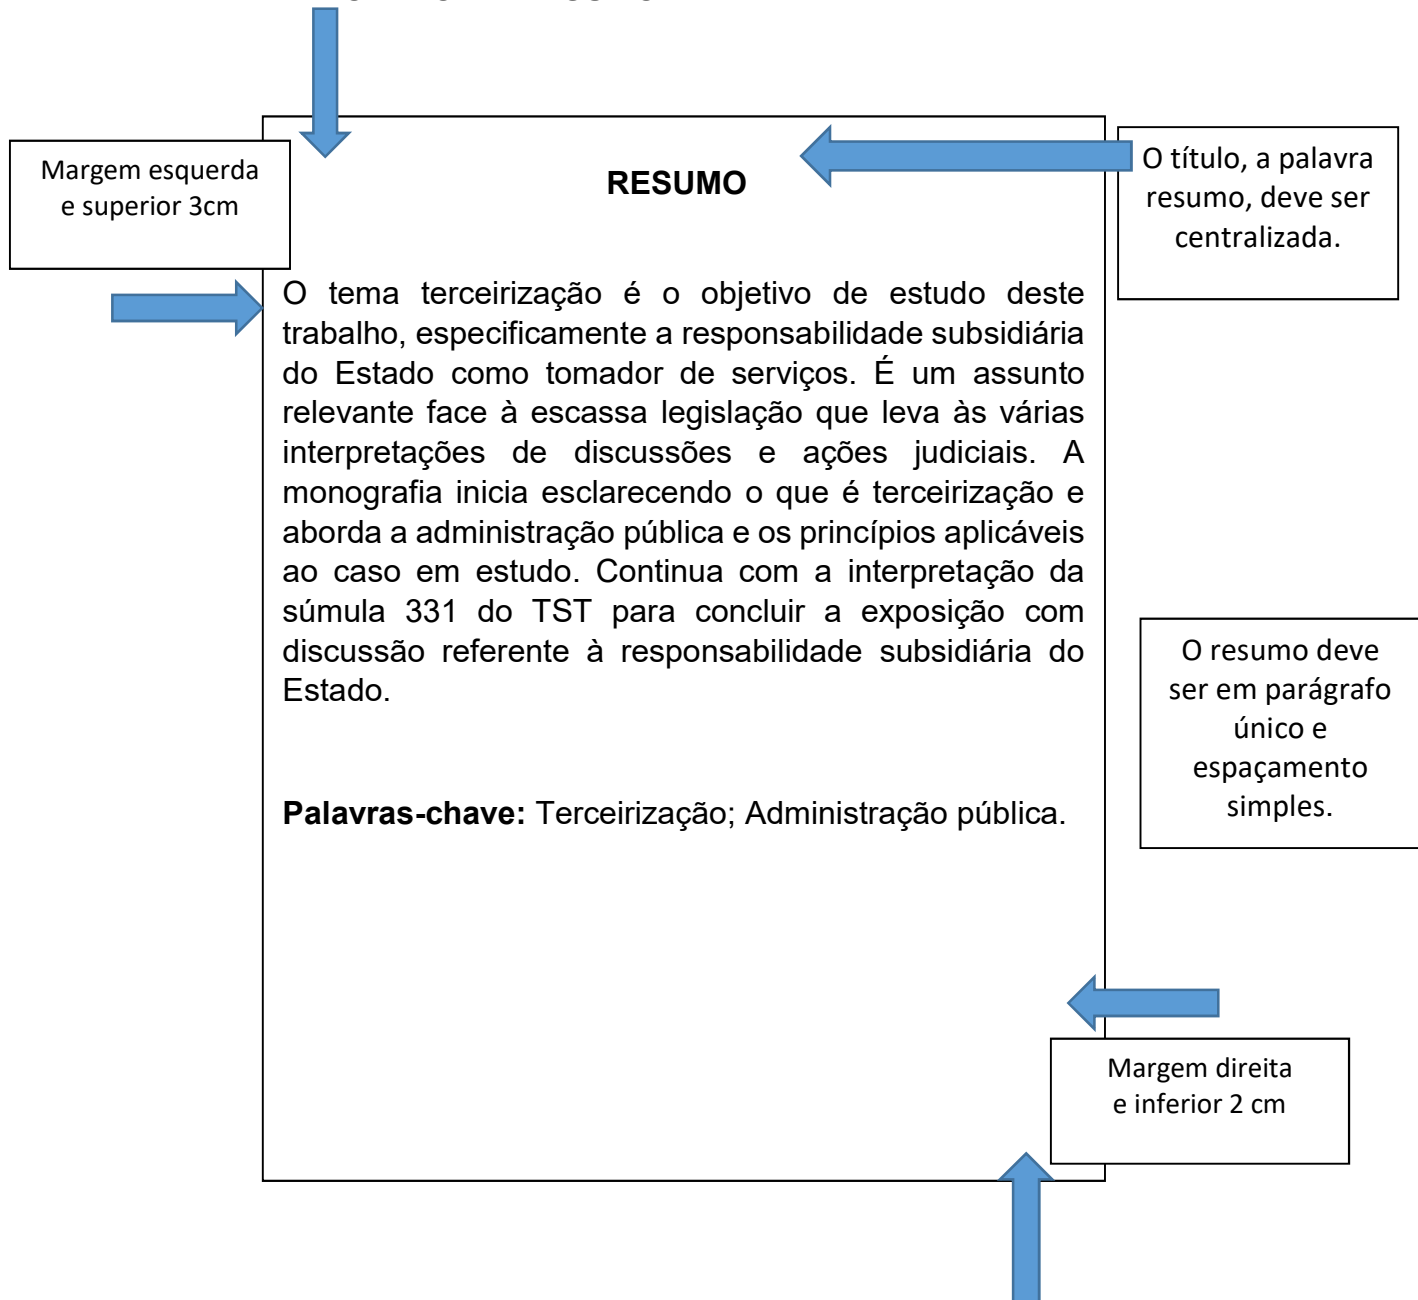 Margem esquerda
e superior 3cm
RESUMO
O título, a palavra
resumo, deve ser
centralizada.
O tema terceirização é o objetivo de estudo deste
trabalho, especificamente a responsabilidade subsidiária
do Estado como tomador de serviços. É um assunto
relevante face à escassa legislação que leva às várias
interpretações de discussões e ações judiciais. A
monografia inicia esclarecendo o que é terceirização e
aborda a administração pública e os princípios aplicáveis
ao caso em estudo. Continua com a interpretação da
súmula 331 do TST para concluir a exposição com
discussão referente à responsabilidade subsidiária do
Estado.
O resumo deve
ser em parágrafo
único e
espaçamento
simples.
Palavras-chave: Terceirização; Administração pública.
Margem direita
e inferior 2 cm